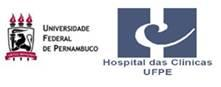 UNIVERSIDADE
FEDERAL
DE PERNAMBUCO
Hospital das Clínicas
UFPE